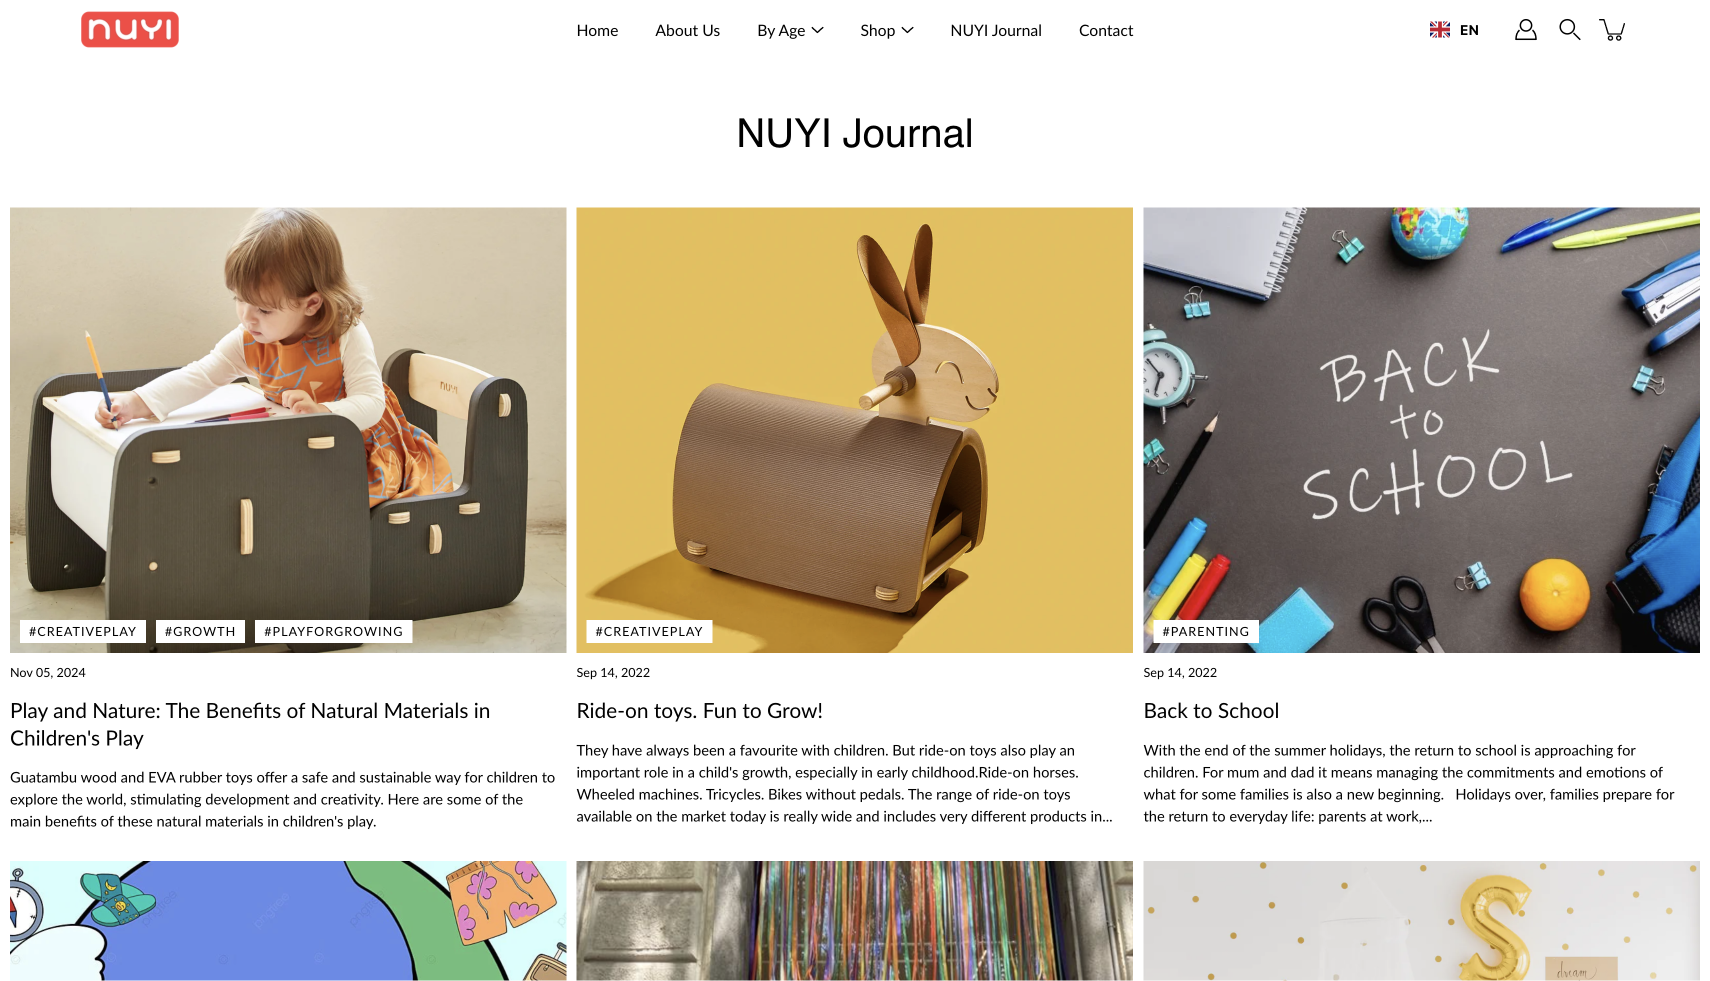 nuyi
Home
About Us
By Age
Shop
NUYI Journal
Contact
EN
NUYI Journal
nuyi
BACK
to
SCHOOL
#CREATIVEPLAY
#GROWTH
#PLAYFORGROWING
#CREATIVEPLAY
#PARENTING
Nov 05, 2024
Play and Nature: The Benefits of Natural Materials in
Children's Play
Guatambu wood and EVA rubber toys offer a safe and sustainable way for children to
explore the world, stimulating development and creativity. Here are some of the
main benefits of these natural materials in children's play.
Sep 14, 2022
Ride-on toys. Fun to Grow!
They have always been a favourite with children. But ride-on toys also play an
important role in a child's growth, especially in early childhood.Ride-on horses.
Wheeled machines. Tricycles. Bikes without pedals. The range of ride-on toys
available on the market today is really wide and includes very different products in...
Sep 14, 2022
Back to School
With the end of the summer holidays, the return to school is approaching for
children. For mum and dad it means managing the commitments and emotions of
what for some families is also a new beginning.   Holidays over, families prepare for
the return to everyday life: parents at work,...
S
dream